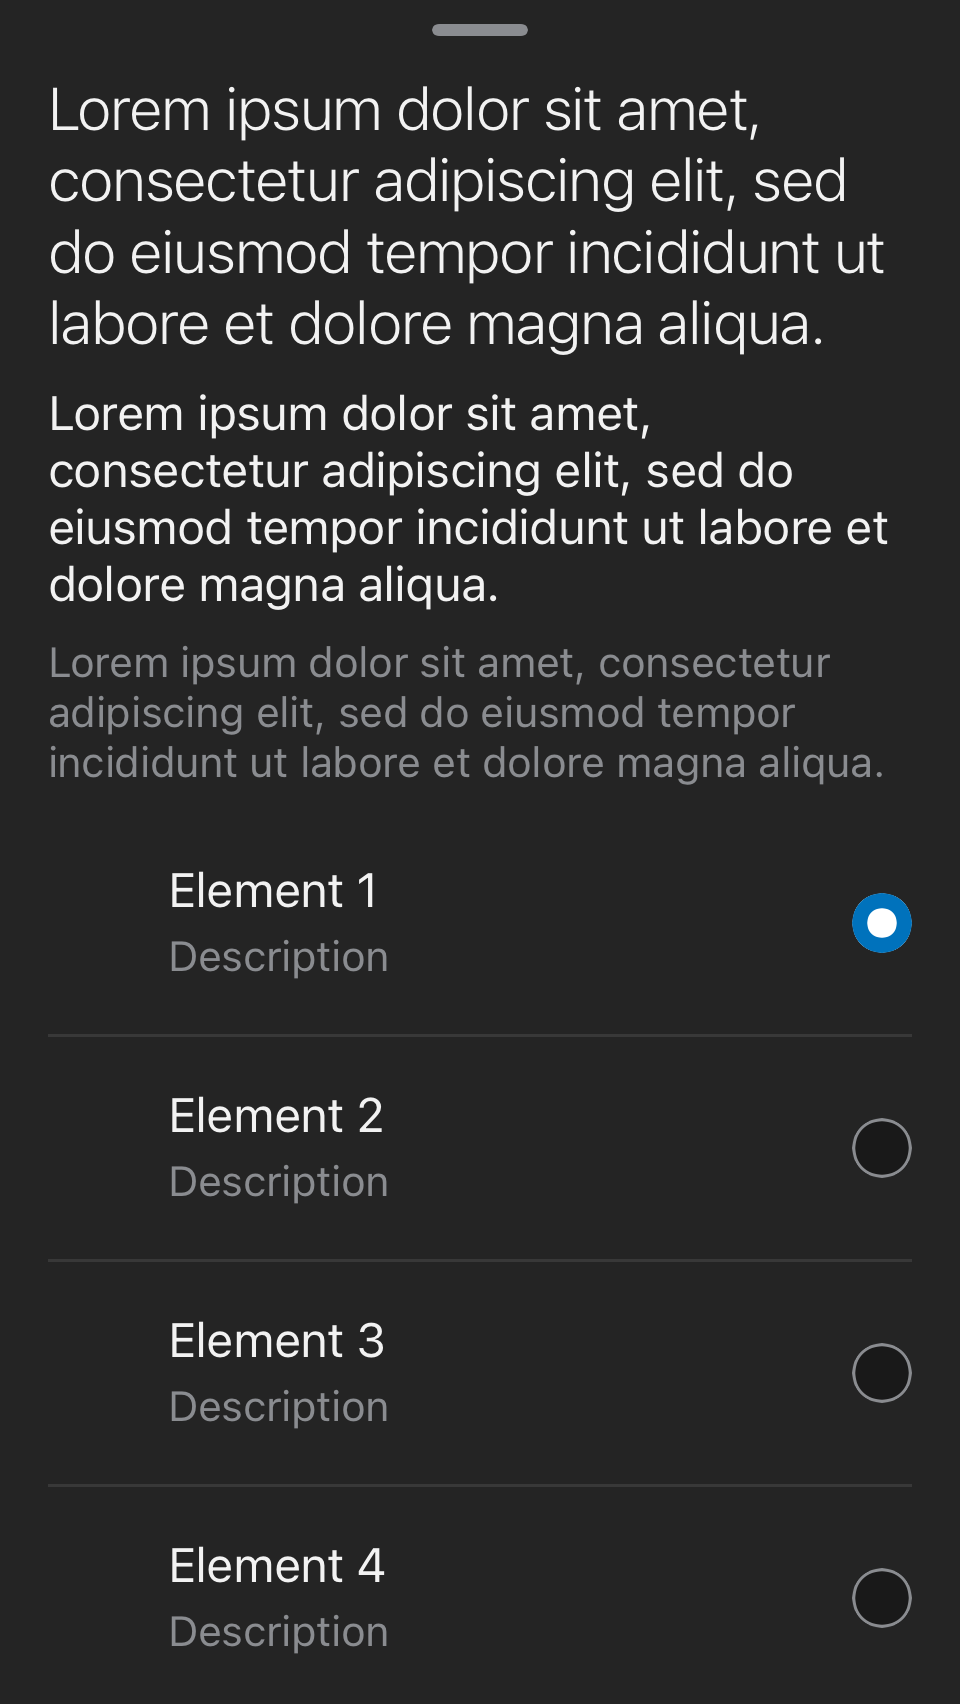 Lorem ipsum dolor sit amet,
consectetur adipiscing elit, sed
do eiusmod tempor incididunt ut
labore et dolore magna aliqua.
Lorem ipsum dolor sit amet,
consectetur adipiscing elit, sed do
eiusmod tempor incididunt ut labore et
dolore magna aliqua.
Lorem ipsum dolor sit amet, consectetur
adipiscing elit, sed do eiusmod tempor
incididunt ut labore et dolore magna aliqua.
Element 1
Description
Element 2
Description
Element 3
Description
Element 4
Description